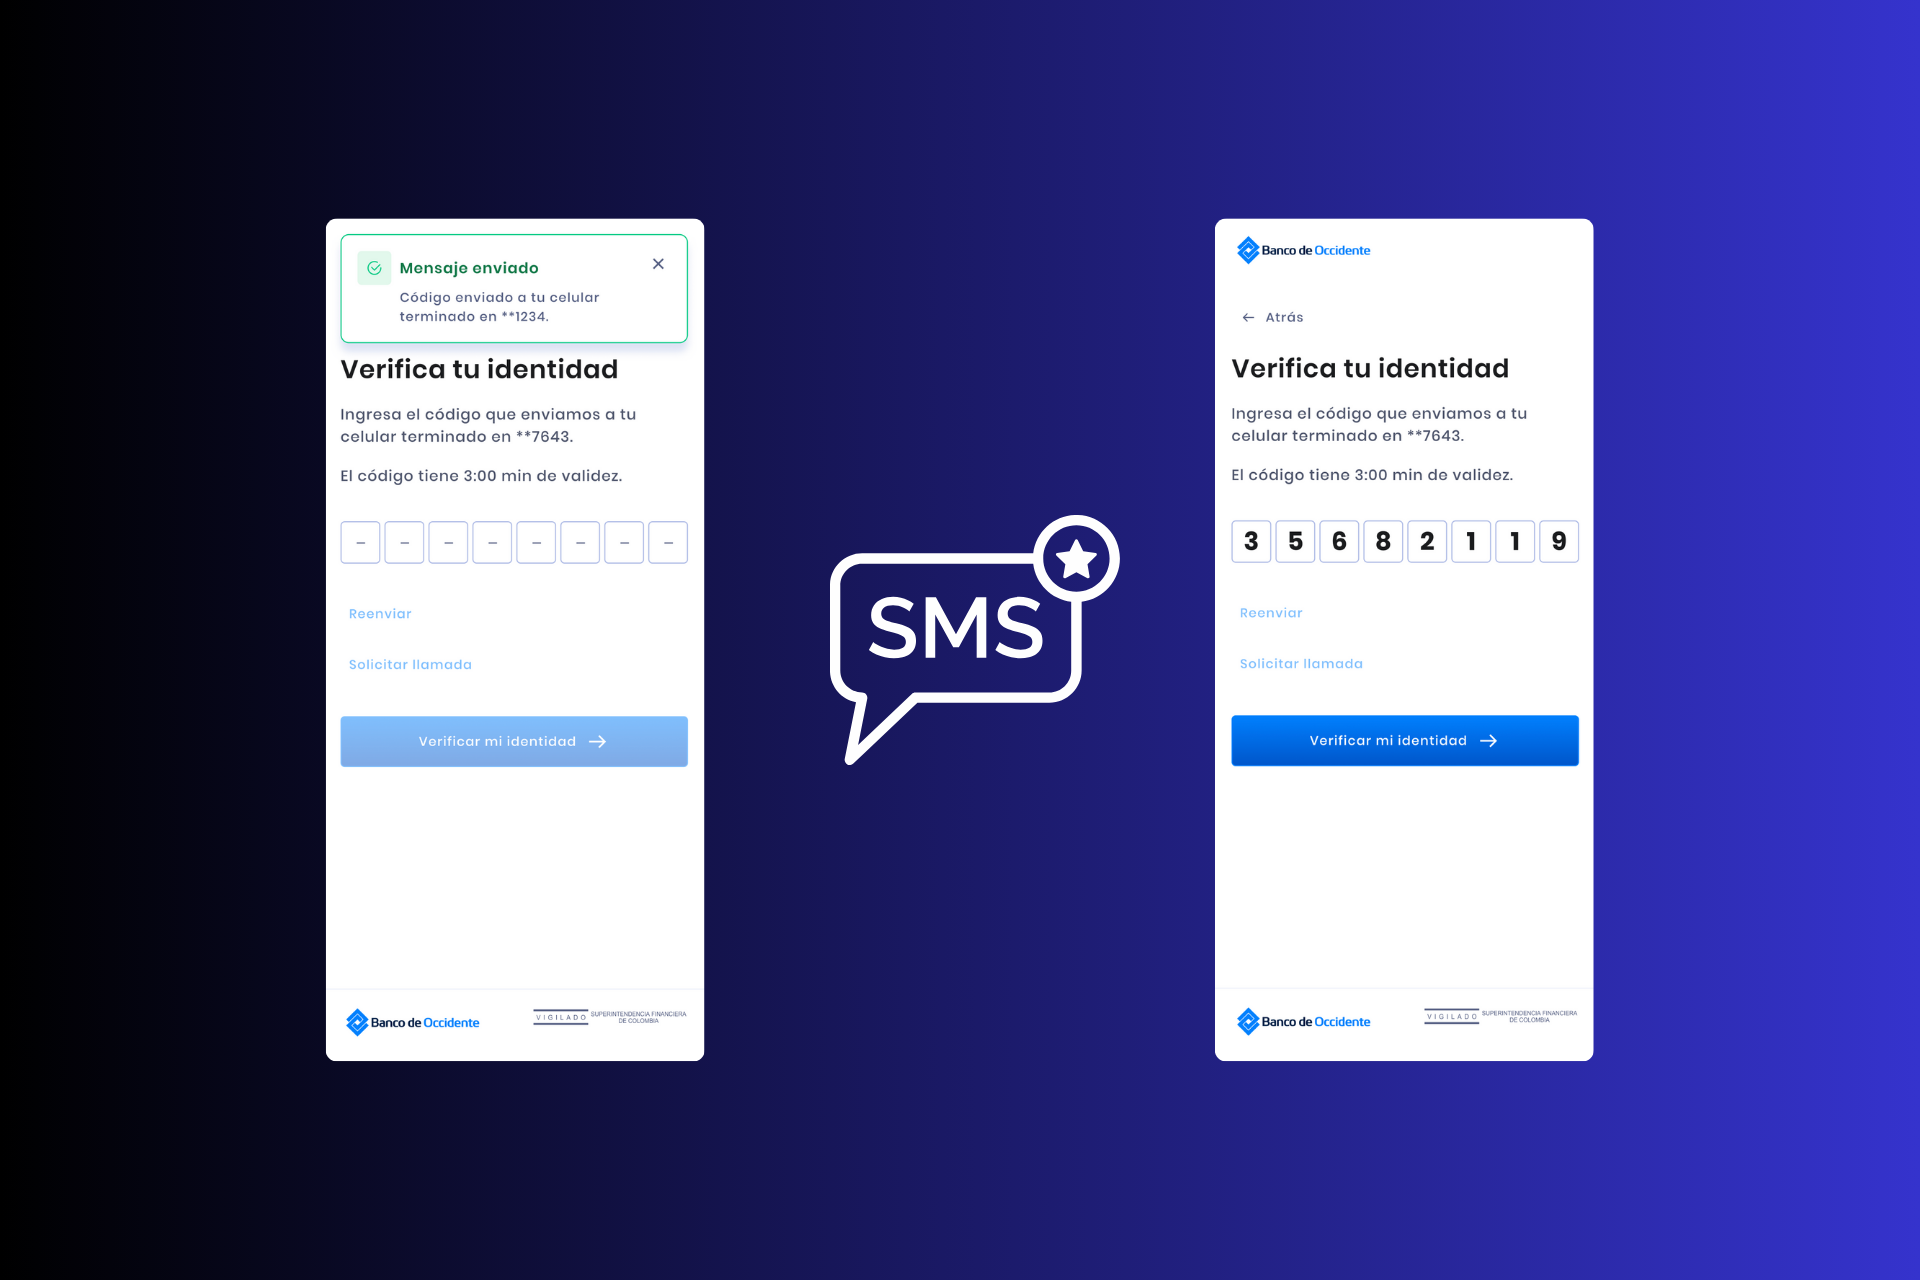 Mensaje enviado
Código enviado a tu celular
terminado en **1234.
Verifica tu identidad
Ingresa el código que enviamos a tu
celular terminado en **7643.
El código tiene 3:00 min de validez.
– – – – – – – –
Reenviar
Solicitar llamada
Verificar mi identidad →
Banco de Occidente
VIGILADO SUPERINTENDENCIA FINANCIERA
DE COLOMBIA
SMS
Banco de Occidente
← Atrás
Verifica tu identidad
Ingresa el código que enviamos a tu
celular terminado en **7643.
El código tiene 3:00 min de validez.
3 5 6 8 2 1 1 9
Reenviar
Solicitar llamada
Verificar mi identidad →
Banco de Occidente
VIGILADO SUPERINTENDENCIA FINANCIERA
DE COLOMBIA